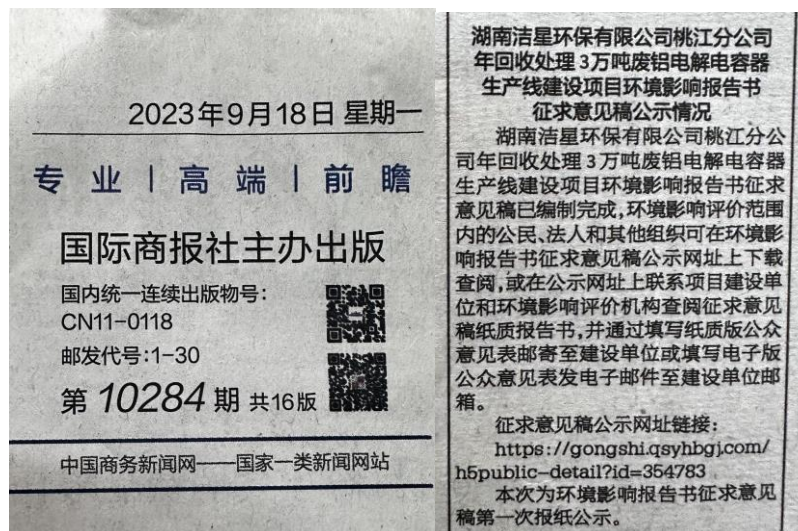 2023年9月18日 星期一
专 业 | 高 端 | 前 瞻
国际商报社主办出版
国内统一连续出版物号：
CN11-0118
邮发代号：1-30
第 10284 期 共16版
中国商务新闻网——国家一类新闻网站
湖南洁星环保有限公司桃江分公司
年回收处理3万吨废铝电解电容器
生产线建设项目环境影响报告书
征求意见稿公示情况
湖南洁星环保有限公司桃江分公
司年回收处理3万吨废铝电解电容器
生产线建设项目环境影响报告书征求
意见稿已编制完成，环境影响评价范围
内的公民、法人和其他组织可在环境影
响报告书征求意见稿公示网址上下载
查阅，或在公示网址上联系项目建设单
位和环境影响评价机构查阅征求意见
稿纸质报告书，并通过填写纸质版公众
意见表邮寄至建设单位或填写电子版
公众意见表发电子邮件至建设单位邮
箱。
征求意见稿公示网址链接：
https://gongshi.qsyhbgj.com/
h5public-detail?id=354783
本次为环境影响报告书征求意见
稿第一次报纸公示。